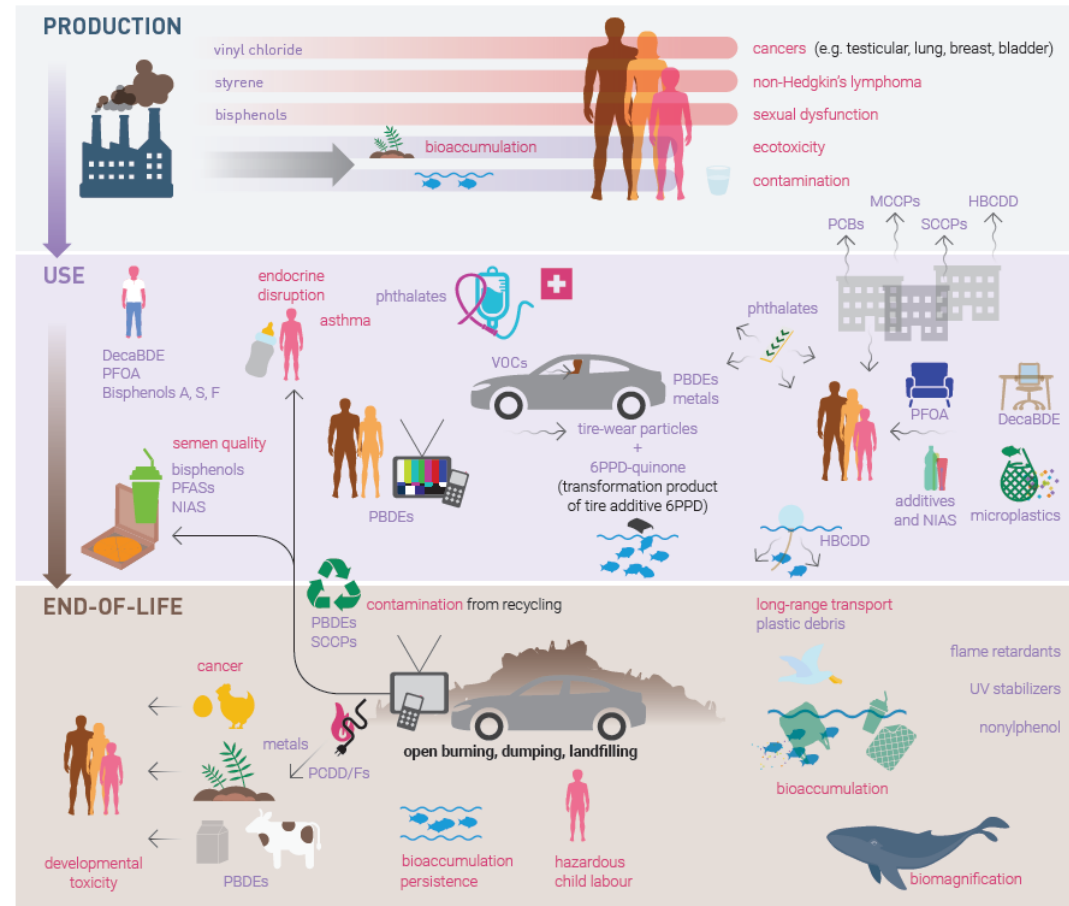 PRODUCTION
vinyl chloride
styrene
bisphenols
bioaccumulation
cancers (e.g. testicular, lung, breast, bladder)
non-Hedgkin's lymphoma
sexual dysfunction
ecotoxicity
contamination
MCCPs
HBCDD
PCBs
SCCPs
USE
DecaBDE
PFOA
Bisphenols A, S, F
endocrine
disruption
asthma
phthalates
VOCs
PBDEs
metals
phthalates
PFOA
DecaBDE
semen quality
bisphenols
PFASs
NIAS
PBDEs
tire-wear particles
+
6PPD-quinone
(transformation product
of tire additive 6PPD)
HBCDD
additives
and NIAS
microplastics
END-OF-LIFE
PBDEs
SCCPs
contamination from recycling
cancer
metals
PCDD/Fs
open burning, dumping, landfilling
developmental
toxicity
PBDEs
bioaccumulation
persistence
hazardous
child labour
long-range transport
plastic debris
flame retardants
UV stabilizers
nonylphenol
bioaccumulation
biomagnification